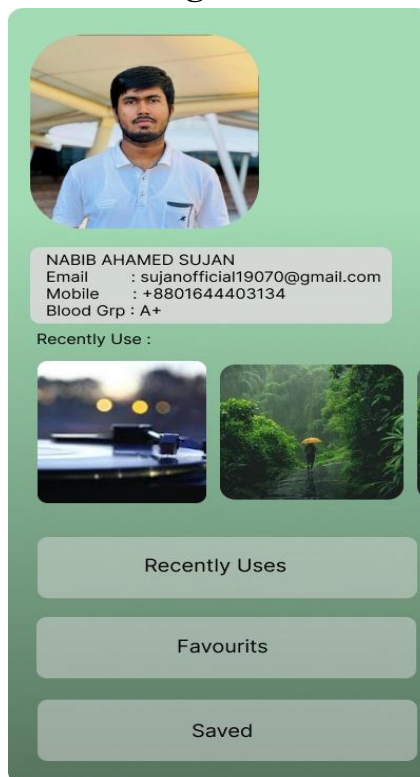 NABIB AHAMED SUJAN
Email : sujanofficial19070@gmail.com
Mobile : +8801644403134
Blood Grp : A+
Recently Use :
Recently Uses
Favourits
Saved